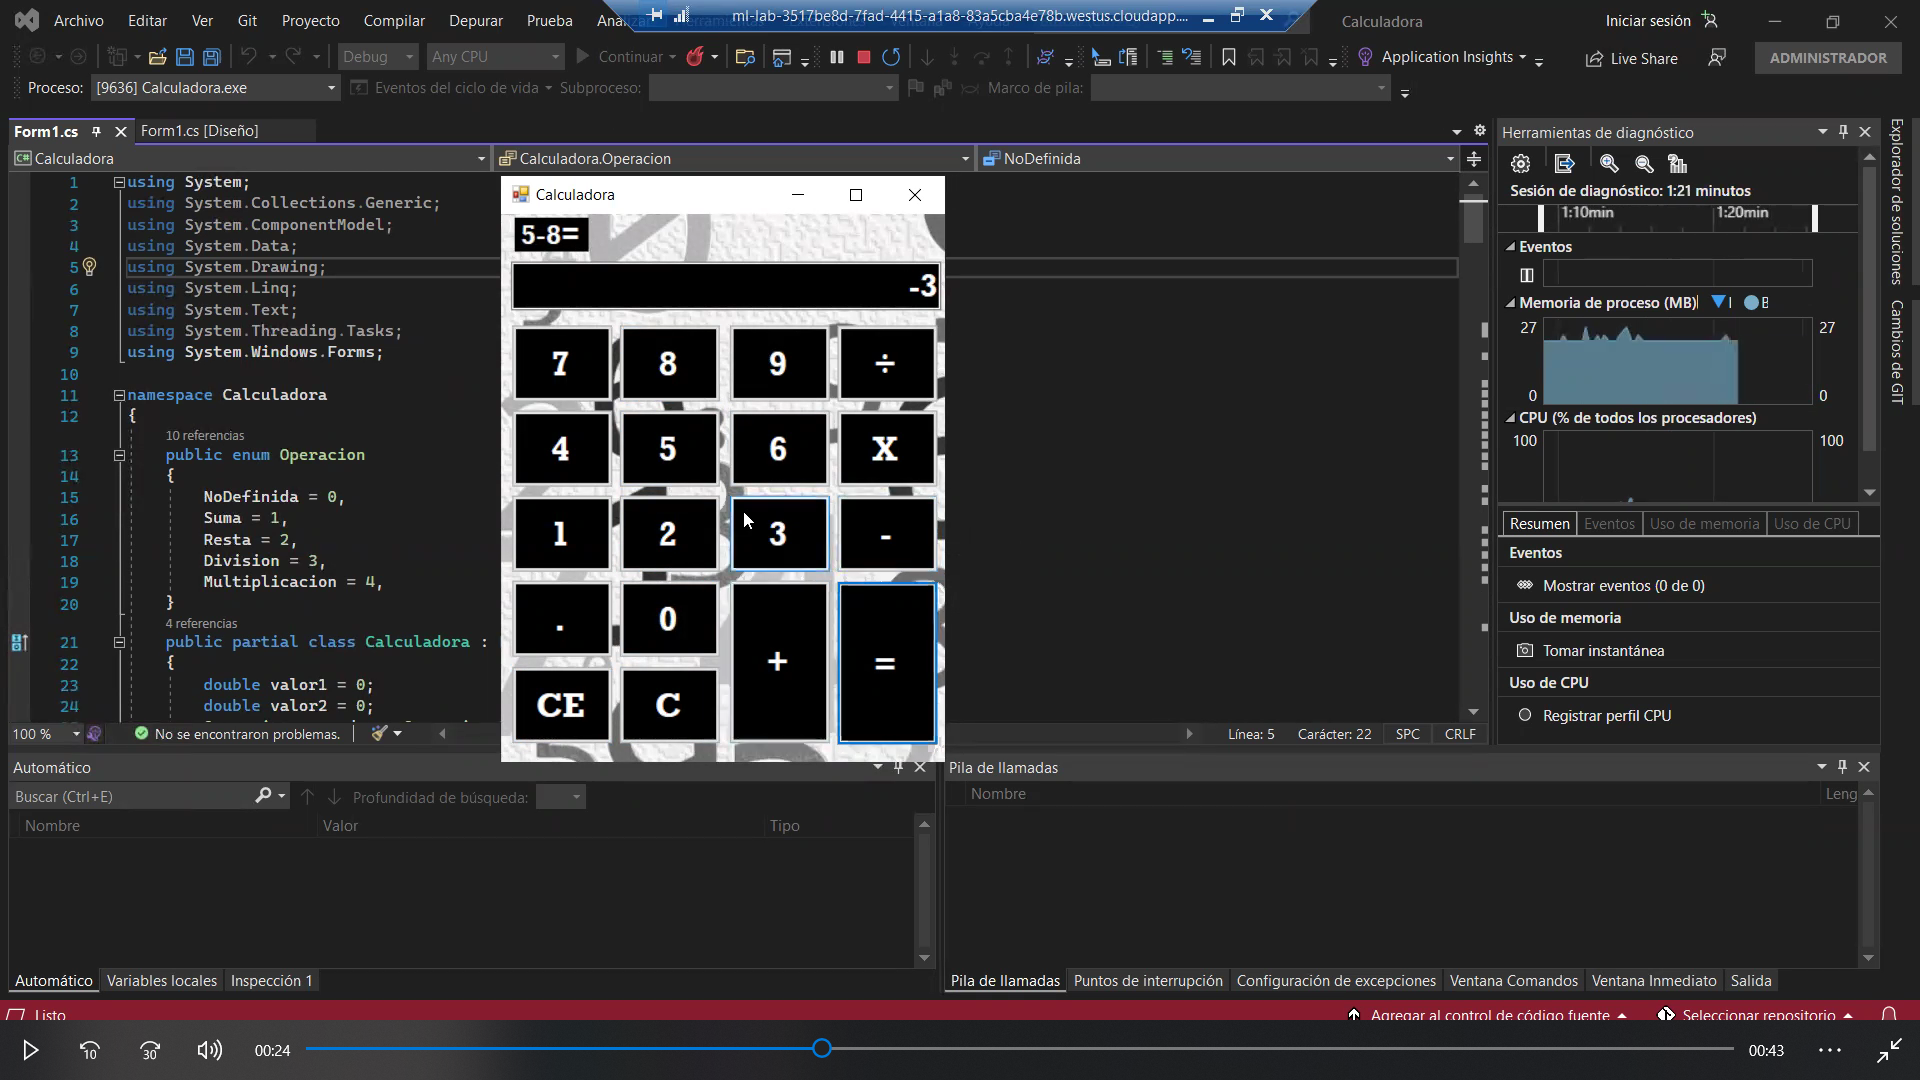 Archivo Editar Ver Git Proyecto Compilar Depurar Prueba
ml-lab-3517be8d-7fad-4415-a1a8-83a5cba4e78b.westus.cloudapp....
Calculadora
Iniciar sesión
Debug
Any CPU
Continuar
Application Insights
Live Share
ADMINISTRADOR
Proceso: [9636] Calculadora.exe
Eventos del ciclo de vida
Subproceso:
Marco de pila:
Form1.cs
Form1.cs [Diseño]
C# Calculadora
Calculadora.Operacion
NoDefinida
1 using System;
2 using System.Collections.Generic;
3 using System.ComponentModel;
4 using System.Data;
5 using System.Drawing;
6 using System.Linq;
7 using System.Text;
8 using System.Threading.Tasks;
9 using System.Windows.Forms;
10
11 namespace Calculadora
12 {
10 referencias
13 public enum Operacion
14 {
15 NoDefinida = 0,
16 Suma = 1,
17 Resta = 2,
18 Division = 3,
19 Multiplicacion = 4,
20 }
4 referencias
21 public partial class Calculadora :
22 {
23 double valor1 = 0;
24 double valor2 = 0;
100 %
No se encontraron problemas.
Línea: 5
Carácter: 22
SPC
CRLF
Calculadora
5-8=
-3
7 8 9 ÷
4 5 6 X
1 2 3 -
. 0 + =
CE C
Herramientas de diagnóstico
Sesión de diagnóstico: 1:21 minutos
1:10min 1:20min
Eventos
Memoria de proceso (MB)
27 27
0 0
CPU (% de todos los procesadores)
100 100
Resumen Eventos Uso de memoria Uso de CPU
Eventos
Mostrar eventos (0 de 0)
Uso de memoria
Tomar instantánea
Uso de CPU
Registrar perfil CPU
Explorador de soluciones
Cambios de GIT
Automático
Buscar (Ctrl+E)
Profundidad de búsqueda:
Nombre Valor Tipo
Automático Variables locales Inspección 1
Pila de llamadas
Nombre
Leng
Pila de llamadas Puntos de interrupción Configuración de excepciones Ventana Comandos Ventana Inmediato Salida
Listo
Agregar al control de código fuente
Seleccionar repositorio
10
30
00:24
00:43